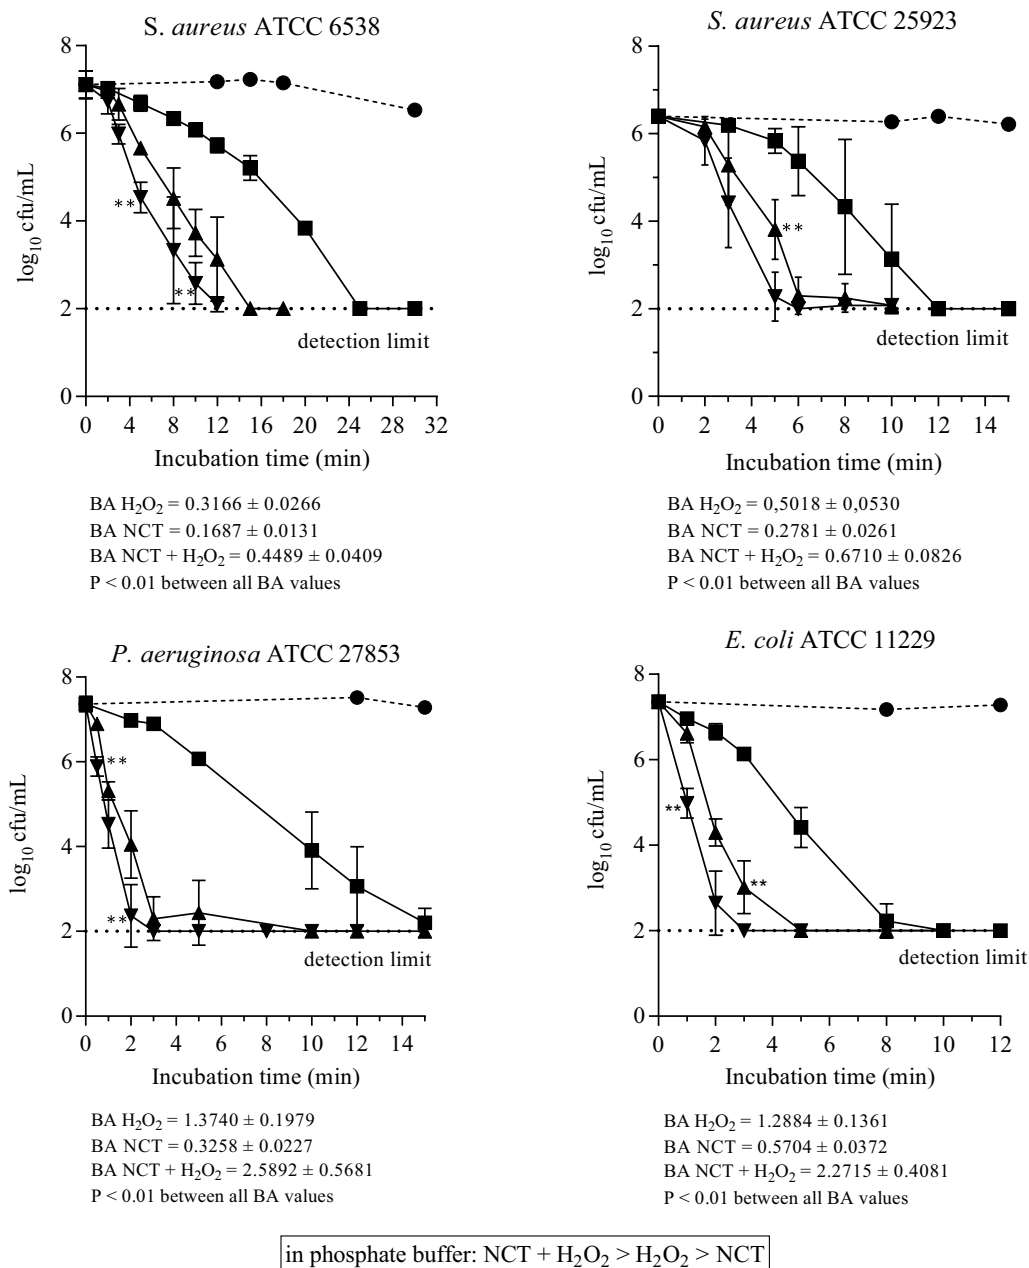 S. aureus ATCC 6538
8
6
4
2
0
log10 cfu/mL
**
**
detection limit
0 4 8 12 16 20 24 28 32
Incubation time (min)
BA H2O2 = 0.3166 ± 0.0266
BA NCT = 0.1687 ± 0.0131
BA NCT + H2O2 = 0.4489 ± 0.0409
P < 0.01 between all BA values
S. aureus ATCC 25923
8
6
4
2
0
log10 cfu/mL
**
detection limit
0 2 4 6 8 10 12 14
Incubation time (min)
BA H2O2 = 0,5018 ± 0,0530
BA NCT = 0.2781 ± 0.0261
BA NCT + H2O2 = 0.6710 ± 0.0826
P < 0.01 between all BA values
P. aeruginosa ATCC 27853
8
6
4
2
0
log10 cfu/mL
**
**
detection limit
0 2 4 6 8 10 12 14
Incubation time (min)
BA H2O2 = 1.3740 ± 0.1979
BA NCT = 0.3258 ± 0.0227
BA NCT + H2O2 = 2.5892 ± 0.5681
P < 0.01 between all BA values
E. coli ATCC 11229
8
6
4
2
0
log10 cfu/mL
**
**
detection limit
0 2 4 6 8 10 12
Incubation time (min)
BA H2O2 = 1.2884 ± 0.1361
BA NCT = 0.5704 ± 0.0372
BA NCT + H2O2 = 2.2715 ± 0.4081
P < 0.01 between all BA values
in phosphate buffer: NCT + H2O2 > H2O2 > NCT